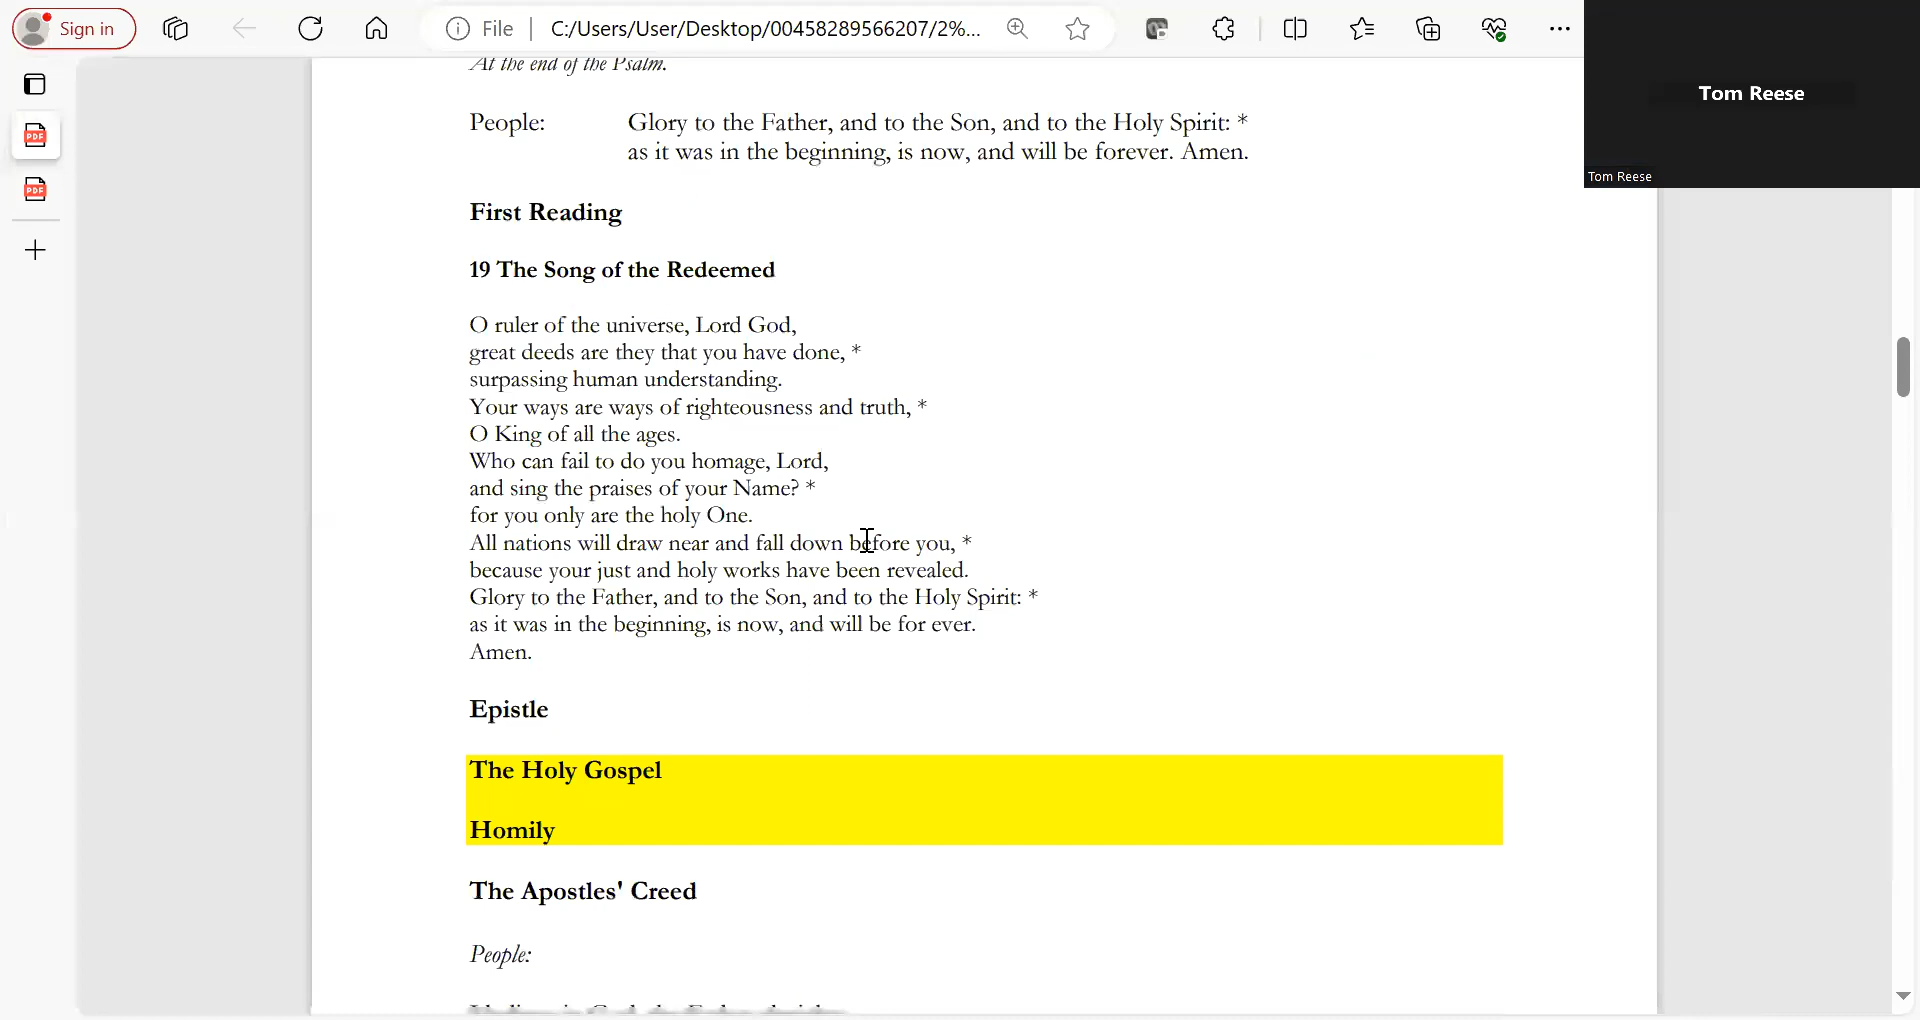 Sign in
File
C:/Users/User/Desktop/00458289566207/2%...
Tom Reese
Tom Reese
At the end of the Psalm.
People: Glory to the Father, and to the Son, and to the Holy Spirit: *
as it was in the beginning, is now, and will be forever. Amen.
First Reading
19 The Song of the Redeemed
O ruler of the universe, Lord God,
great deeds are they that you have done, *
surpassing human understanding.
Your ways are ways of righteousness and truth, *
O King of all the ages.
Who can fail to do you homage, Lord,
and sing the praises of your Name? *
for you only are the holy One.
All nations will draw near and fall down before you, *
because your just and holy works have been revealed.
Glory to the Father, and to the Son, and to the Holy Spirit: *
as it was in the beginning, is now, and will be for ever.
Amen.
Epistle
The Holy Gospel
Homily
The Apostles' Creed
People: